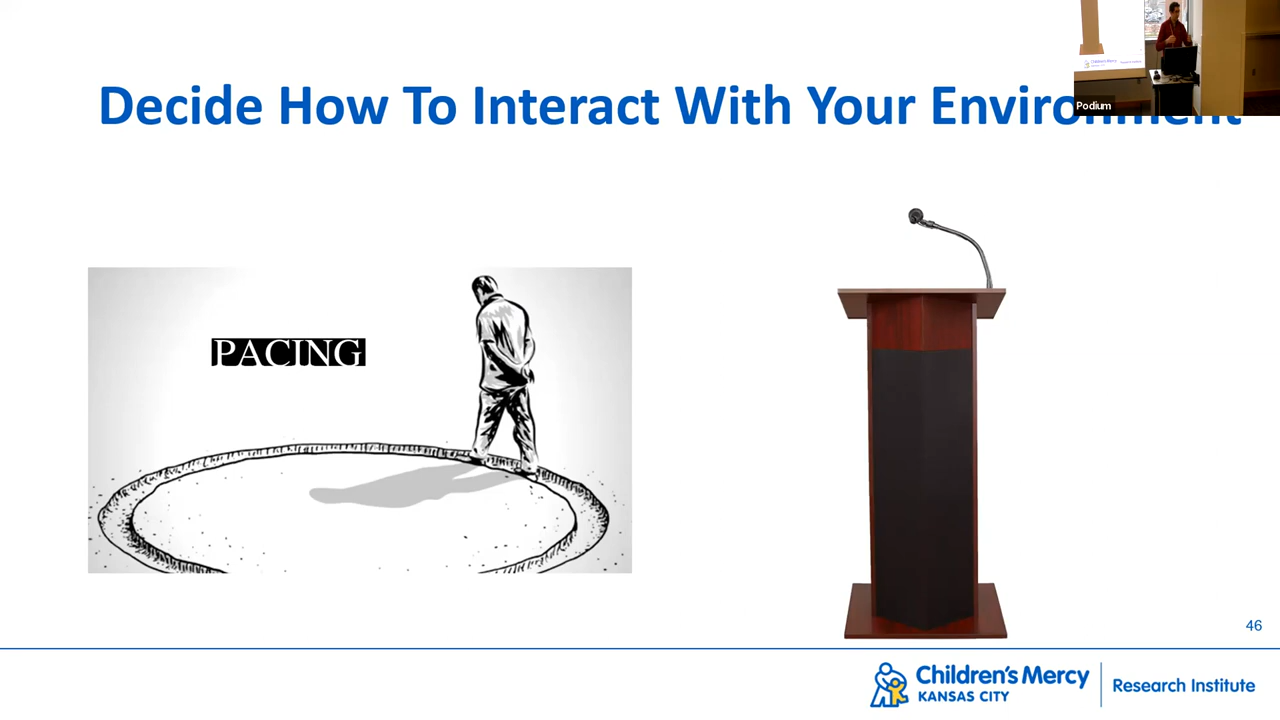 Decide How To Interact With Your Environment
Podium
PACING
46
Children's Mercy
KANSAS CITY
Research Institute